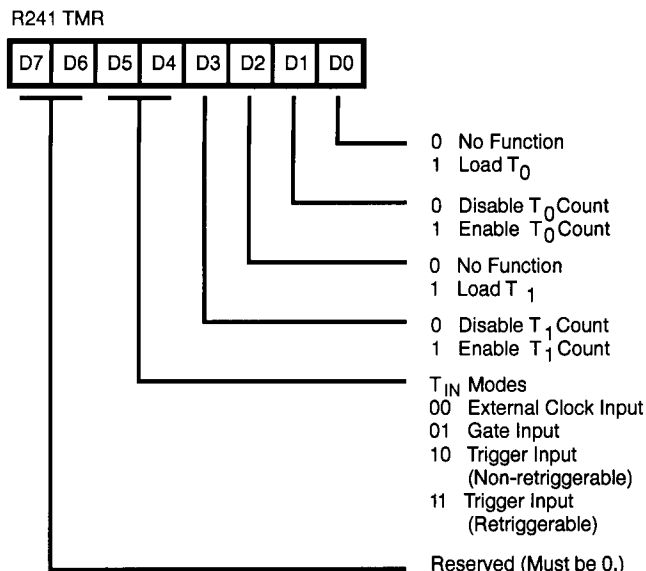 R241 TMR
D7 D6 D5 D4 D3 D2 D1 D0
0 No Function
1 Load T0
0 Disable T0 Count
1 Enable T0 Count
0 No Function
1 Load T1
0 Disable T1 Count
1 Enable T1 Count
TIN Modes
00 External Clock Input
01 Gate Input
10 Trigger Input
(Non-retriggerable)
11 Trigger Input
(Retriggerable)
Reserved (Must be 0.)